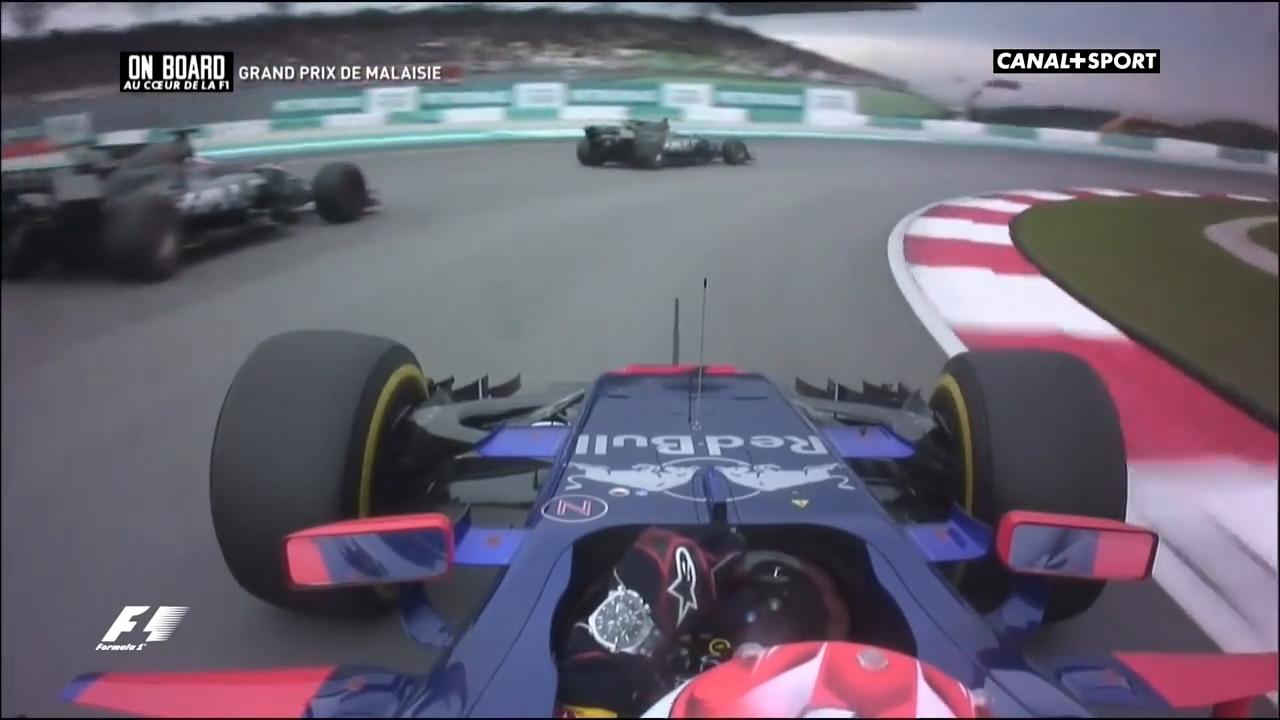 ON BOARD
AU CŒUR DE LA F1
GRAND PRIX DE MALAISIE
CANAL+SPORT
Red Bull
F1
Formula 1